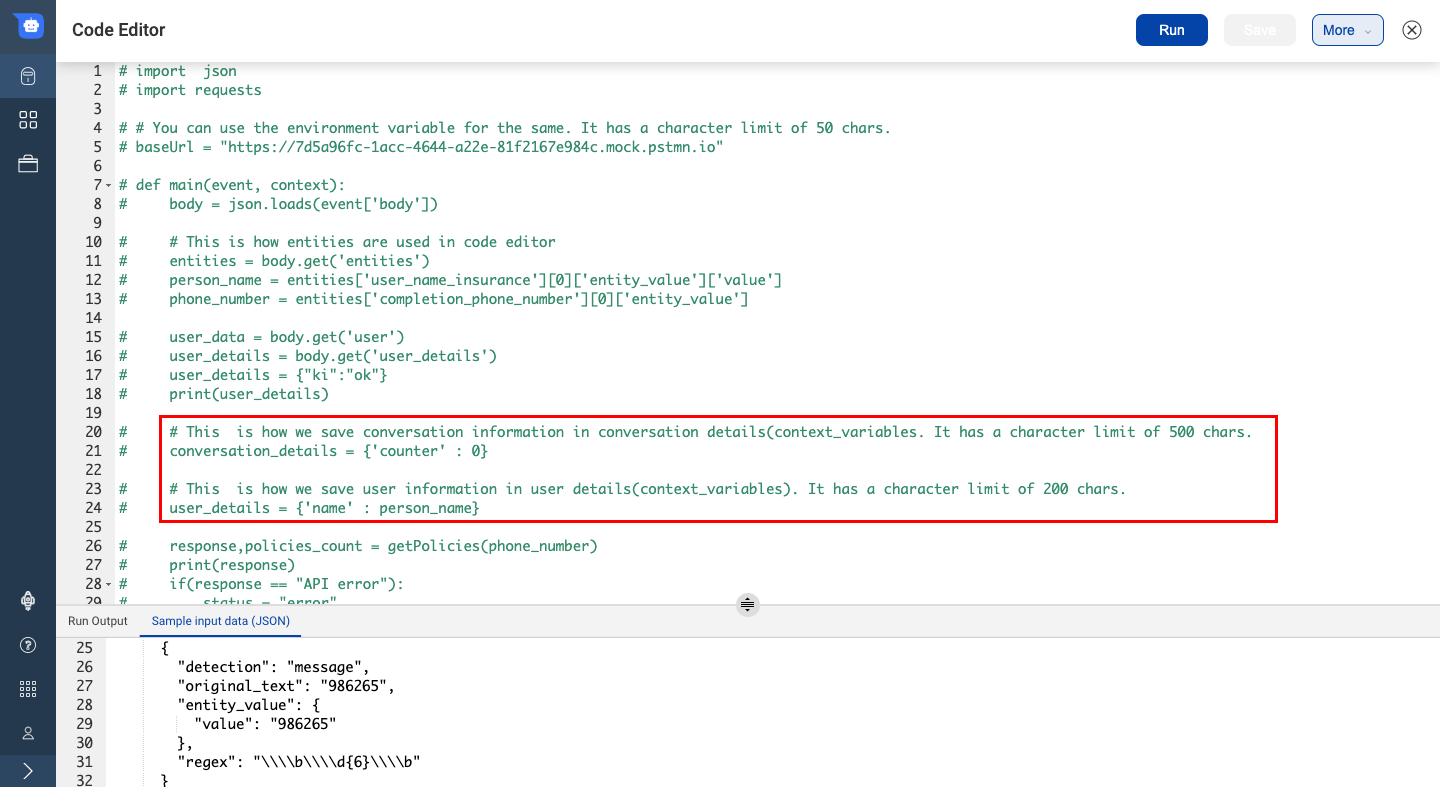 Code Editor
Run
Save
More
1 # import  json
2 # import requests
3
4 # # You can use the environment variable for the same. It has a character limit of 50 chars.
5 # baseUrl = "https://7d5a96fc-1acc-4644-a22e-81f2167e984c.mock.pstmn.io"
6
7 # def main(event, context):
8 #     body = json.loads(event['body'])
9
10 #     # This is how entities are used in code editor
11 #     entities = body.get('entities')
12 #     person_name = entities['user_name_insurance'][0]['entity_value']['value']
13 #     phone_number = entities['completion_phone_number'][0]['entity_value']
14
15 #     user_data = body.get('user')
16 #     user_details = body.get('user_details')
17 #     user_details = {"ki":"ok"}
18 #     print(user_details)
19
20 #     # This  is how we save conversation information in conversation details(context_variables. It has a character limit of 500 chars.
21 #     conversation_details = {'counter' : 0}
22
23 #     # This  is how we save user information in user details(context_variables). It has a character limit of 200 chars.
24 #     user_details = {'name' : person_name}
25
26 #     response,policies_count = getPolicies(phone_number)
27 #     print(response)
28 #     if(response == "API error"):
29 #         status = "error"
Run Output
Sample input data (JSON)
25 {
26 "detection": "message",
27 "original_text": "986265",
28 "entity_value": {
29 "value": "986265"
30 },
31 "regex": "\\\\b\\\\d{6}\\\\b"
32 }